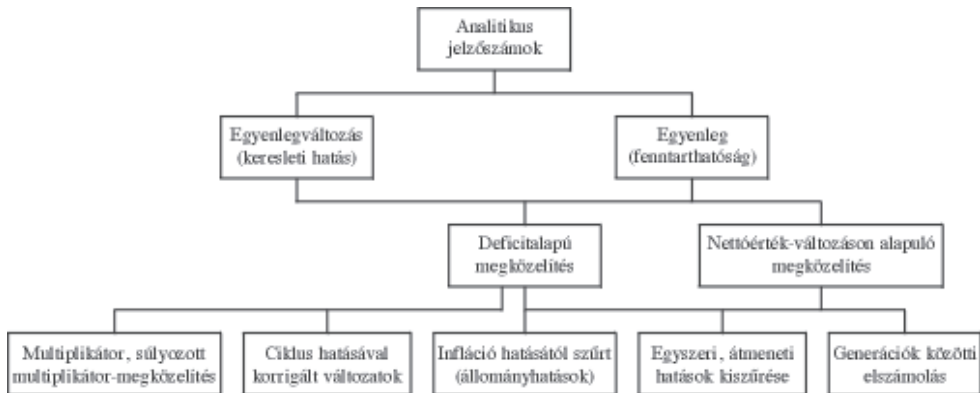 Analitikus
jelzőszámok
Egyenlegváltozás
(keresleti hatás)
Egyenleg
(fenntarthatóság)
Deficitalapú
megközelítés
Nettóérték-változáson alapuló
megközelítés
Multiplikátor, súlyozott
multiplikátor-megközelítés
Ciklus hatásával
korrigált változatok
Infláció hatásától szűrt
(állományhatások)
Egyszeri, átmeneti
hatások kiszűrése
Generációk közötti
elszámolás